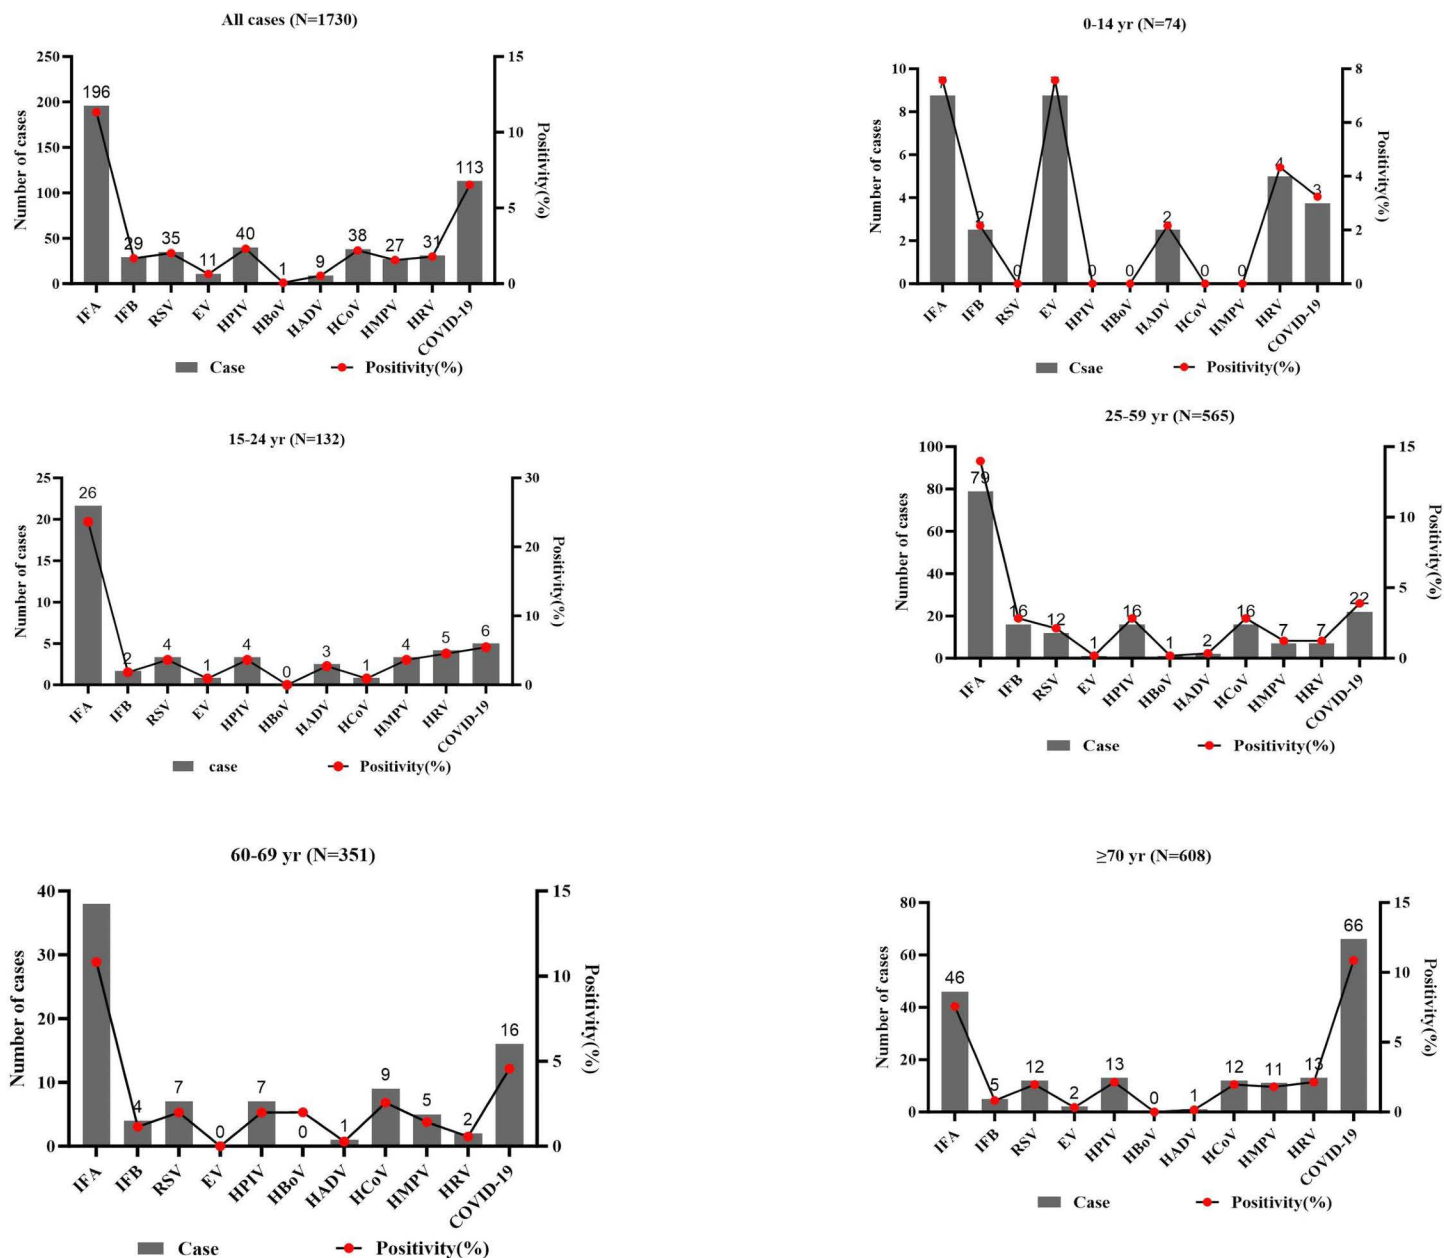 All cases (N=1730)
Number of cases
250
200
150
100
50
0
196
29
35
11
40
1
9
38
27
31
113
15
10
5
0
Positivity(%)
IFA
IFB
RSV
EV
HPIV
HBoV
HADV
HCoV
HMPV
HRV
COVID-19
Case
Positivity(%)
0-14 yr (N=74)
Number of cases
10
8
6
4
2
0
7
2
0
7
0
0
2
0
0
4
3
8
6
4
2
0
Positivity(%)
IFA
IFB
RSV
EV
HPIV
HBoV
HADV
HCoV
HMPV
HRV
COVID-19
Csae
Positivity(%)
15-24 yr (N=132)
Number of cases
25
20
15
10
5
0
26
2
4
1
4
0
3
1
4
5
6
30
20
10
0
Positivity(%)
IFA
IFB
RSV
EV
HPIV
HBoV
HADV
HCoV
HMPV
HRV
COVID-19
case
Positivity(%)
25-59 yr (N=565)
Number of cases
100
80
60
40
20
0
79
16
12
1
16
1
2
16
7
7
22
15
10
5
0
Positivity(%)
IFA
IFB
RSV
EV
HPIV
HBoV
HADV
HCoV
HMPV
HRV
COVID-19
Case
Positivity(%)
60-69 yr (N=351)
Number of cases
40
30
20
10
0
4
7
0
7
0
1
9
5
2
16
15
10
5
0
Positivity(%)
IFA
IFB
RSV
EV
HPIV
HBoV
HADV
HCoV
HMPV
HRV
COVID-19
Case
Positivity(%)
≥70 yr (N=608)
Number of cases
80
60
40
20
0
46
5
12
2
13
0
1
12
11
13
66
15
10
5
0
Positivity(%)
IFA
IFB
RSV
EV
HPIV
HBoV
HADV
HCoV
HMPV
HRV
COVID-19
Case
Positivity(%)